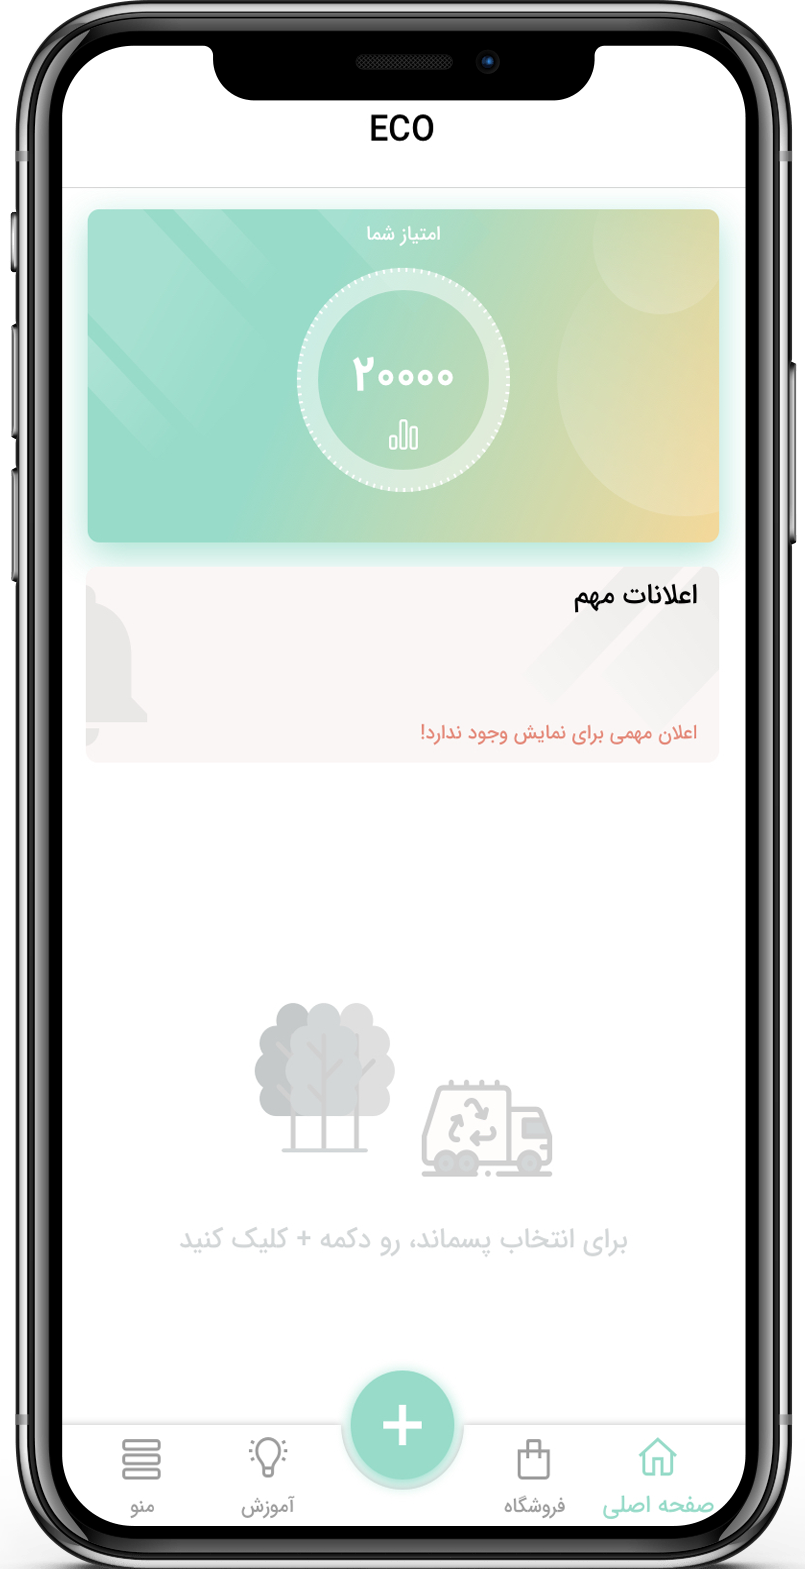 ECO
امتیاز شما
۲۰۰۰۰
اعلانات مهم
اعلان مهمی برای نمایش وجود ندارد!
برای انتخاب پسماند، رو دکمه + کلیک کنید
صفحه اصلی
فروشگاه
+
آموزش
منو